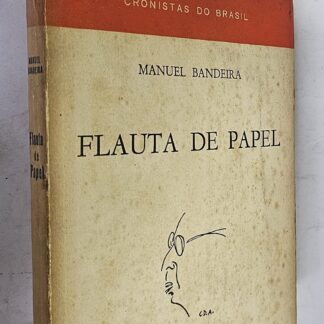 CRONISTAS DO BRASIL
MANUEL BANDEIRA
FLAUTA DE PAPEL
C.D.A.
MANUEL BANDEIRA
Flauta
de
Papel